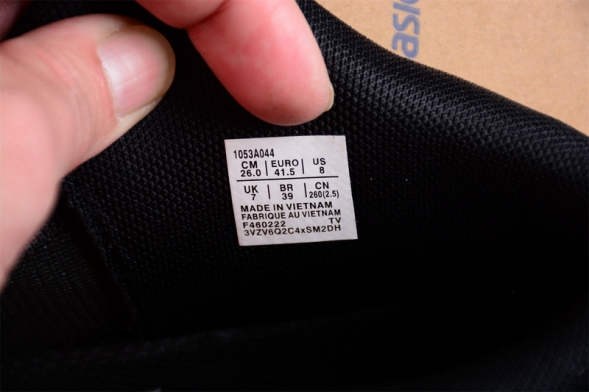 asics
1053A044
CM | EURO | US
26.0 | 41.5 | 8
UK | BR | CN
7 | 39 | 260(2.5)
MADE IN VIETNAM
FABRIQUE AU VIETNAM
F460222 TV
3VZV6Q2C4xSM2DH